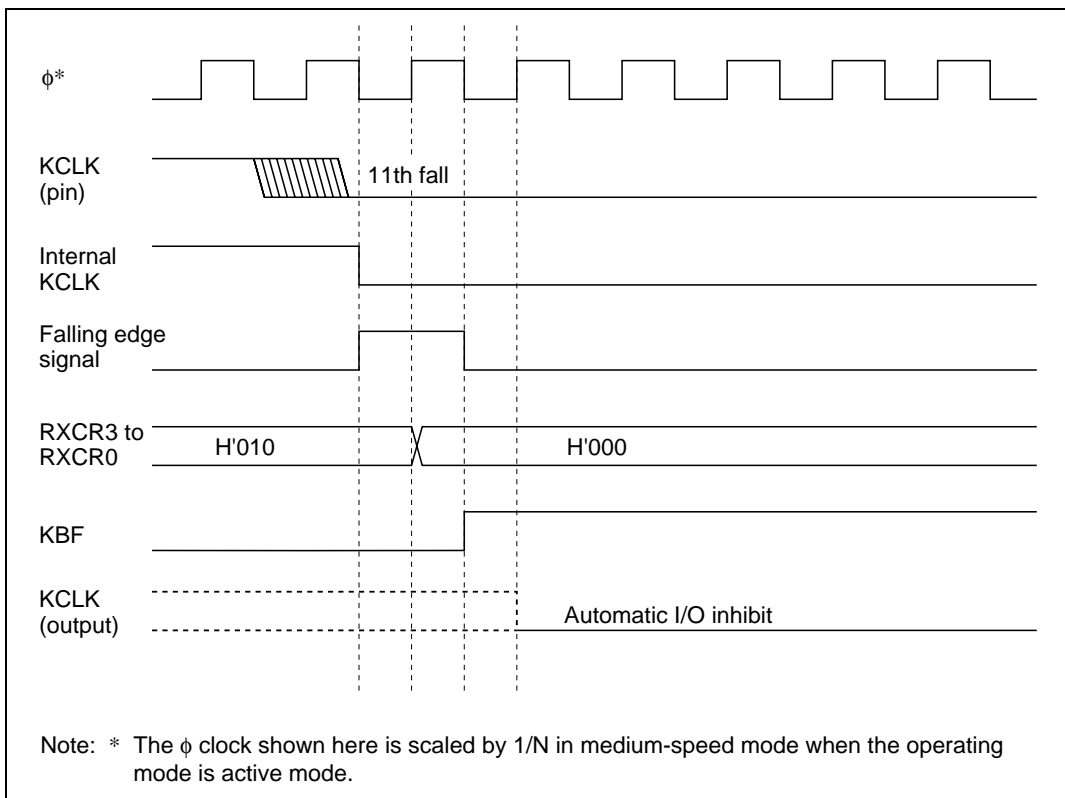 ϕ*
KCLK
(pin)
11th fall
Internal
KCLK
Falling edge
signal
RXCR3 to
RXCR0
H'010
H'000
KBF
KCLK
(output)
Automatic I/O inhibit
Note: * The ϕ clock shown here is scaled by 1/N in medium-speed mode when the operating
mode is active mode.